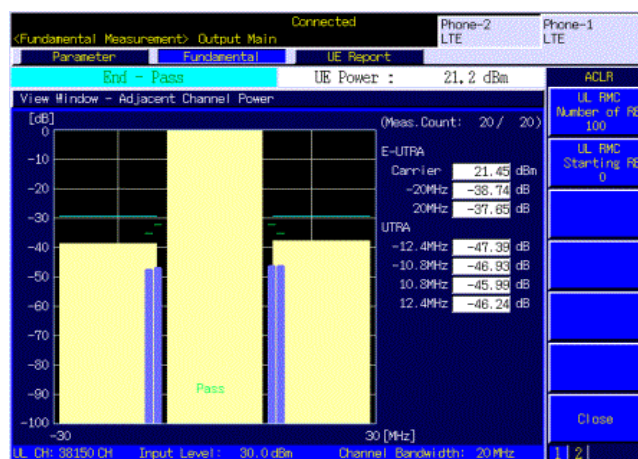 Connected
<Fundamental Measurement> Output Main
Phone-2
LTE
Phone-1
LTE
Parameter
Fundamental
UE Report
End - Pass
UE Power : 21.2 dBm
ACLR
View Window - Adjacent Channel Power
UL RMC
Number of RB
100
UL RMC
Starting RB
0
Close
1 2
[dB]
0
-10
-20
-30
-40
-50
-60
-70
-80
-90
-100
Pass
-30
30 [MHz]
(Meas.Count: 20 / 20)
E-UTRA
Carrier 21.45 dBm
-20MHz -38.74 dB
20MHz -37.65 dB
UTRA
-12.4MHz -47.39 dB
-10.8MHz -46.93 dB
10.8MHz -45.99 dB
12.4MHz -46.24 dB
UL CH: 38150 CH Input Level: 30.0 dBm Channel Bandwidth: 20 MHz